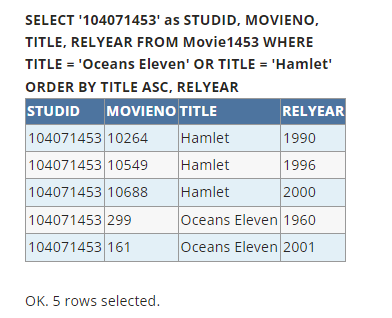 SELECT '104071453' as STUDID, MOVIENO,
TITLE, RELYEAR FROM Movie1453 WHERE
TITLE = 'Oceans Eleven' OR TITLE = 'Hamlet'
ORDER BY TITLE ASC, RELYEAR
STUDID MOVIENO TITLE RELYEAR
104071453 10264 Hamlet 1990
104071453 10549 Hamlet 1996
104071453 10688 Hamlet 2000
104071453 299 Oceans Eleven 1960
104071453 161 Oceans Eleven 2001
OK. 5 rows selected.